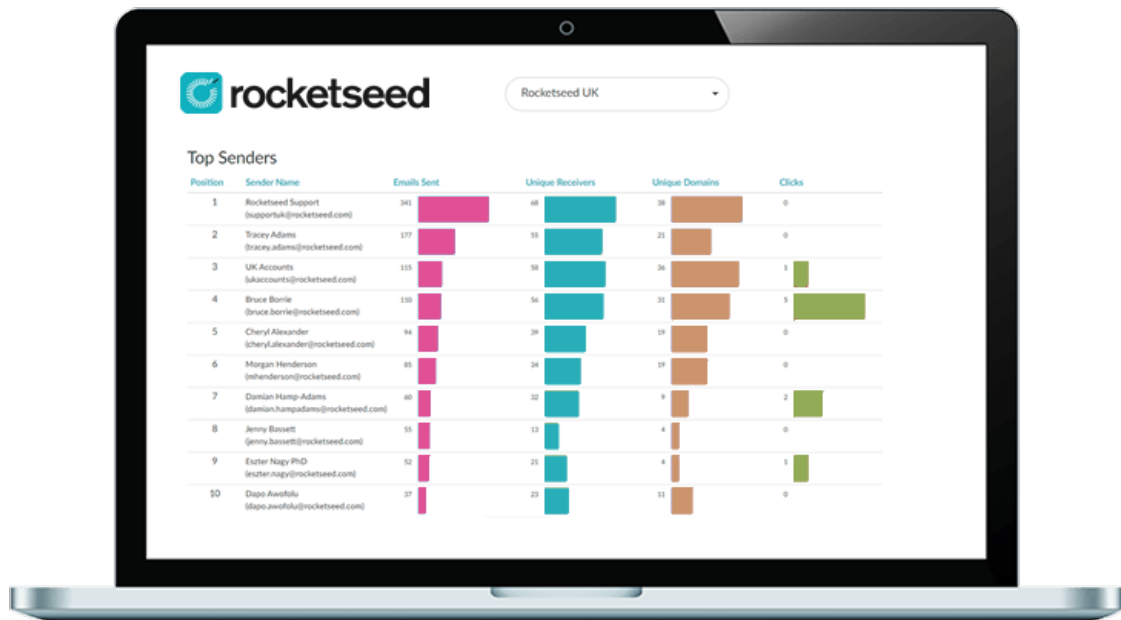 rocketseed
Rocketseed UK
Top Senders
Position Sender Name Emails Sent Unique Receivers Unique Domains Clicks
1 Rocketseed Support 341 68 38 0
(supportuk@rocketseed.com)
2 Tracey Adams 177 55 21 0
(tracey.adams@rocketseed.com)
3 UK Accounts 115 58 36 1
(ukaccounts@rocketseed.com)
4 Bruce Borrie 110 56 31 5
(bruce.borrie@rocketseed.com)
5 Cheryl Alexander 94 39 19 0
(cheryl.alexander@rocketseed.com)
6 Morgan Henderson 85 34 19 0
(mhenderson@rocketseed.com)
7 Damian Hamp-Adams 60 32 9 2
(damian.hampadams@rocketseed.com)
8 Jenny Bassett 55 13 4 0
(jenny.bassett@rocketseed.com)
9 Eszter Nagy PhD 52 21 4 1
(eszter.nagy@rocketseed.com)
10 Dapo Awofolu 37 23 11 0
(dapo.awofolu@rocketseed.com)